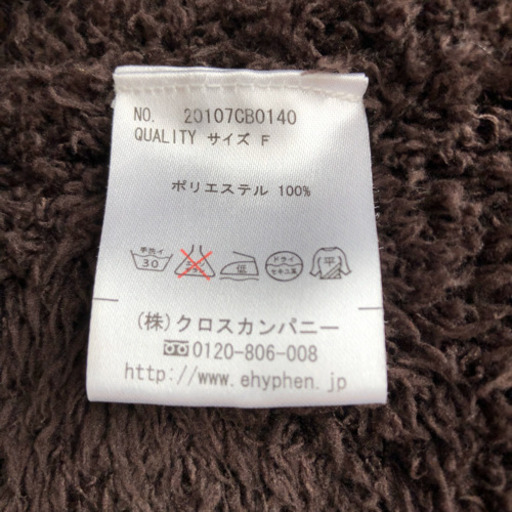 NO. 20107CB0140
QUALITY サイズ F
ポリエステル 100%
手洗イ 30 低 ドライ セキユ系 平
(株)クロスカンパニー
0120-806-008
http://www.ehyphen.jp